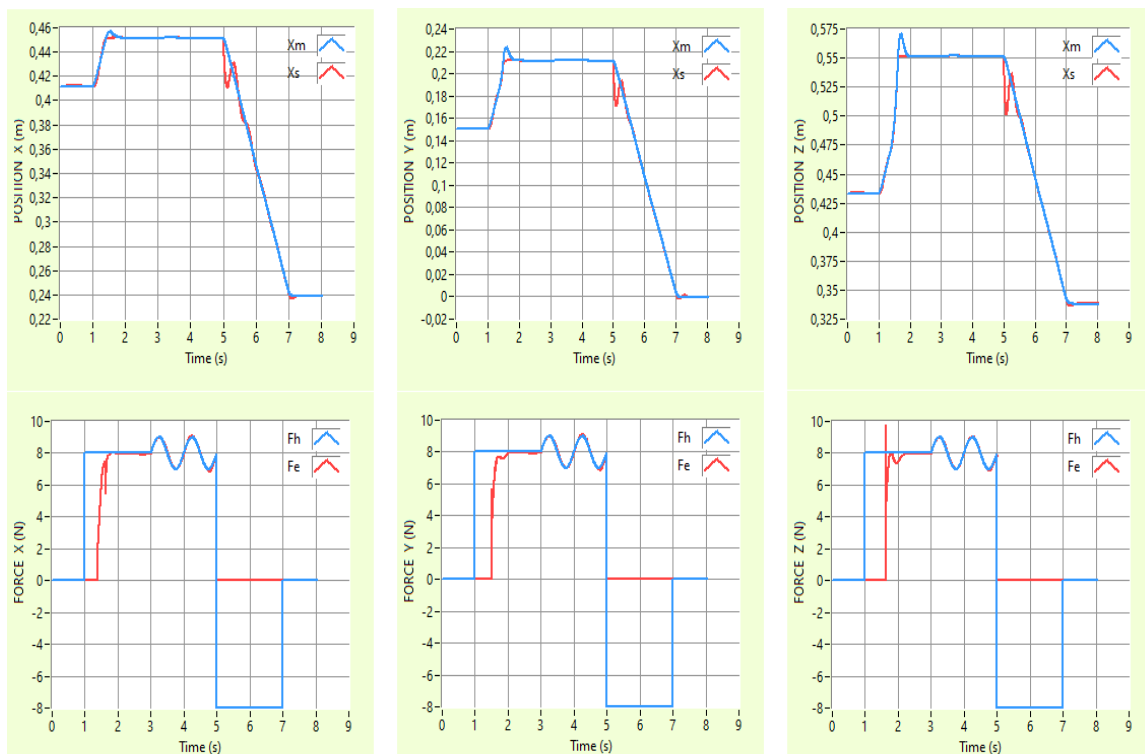 0,46
0,44
0,42
0,4
0,38
0,36
0,34
0,32
0,3
0,28
0,26
0,24
0,22
POSITION X (m)
Xm
Xs
0 1 2 3 4 5 6 7 8 9
Time (s)
0,24
0,22
0,2
0,18
0,16
0,14
0,12
0,1
0,08
0,06
0,04
0,02
0
-0,02
POSITION Y (m)
Xm
Xs
0 1 2 3 4 5 6 7 8 9
Time (s)
0,575
0,55
0,525
0,5
0,475
0,45
0,425
0,4
0,375
0,35
0,325
POSITION Z (m)
Xm
Xs
0 1 2 3 4 5 6 7 8 9
Time (s)
10
8
6
4
2
0
-2
-4
-6
-8
FORCE X (N)
Fh
Fe
0 1 2 3 4 5 6 7 8 9
Time (s)
10
8
6
4
2
0
-2
-4
-6
-8
FORCE Y (N)
Fh
Fe
0 1 2 3 4 5 6 7 8 9
Time (s)
10
8
6
4
2
0
-2
-4
-6
-8
FORCE Z (N)
Fh
Fe
0 1 2 3 4 5 6 7 8 9
Time (s)